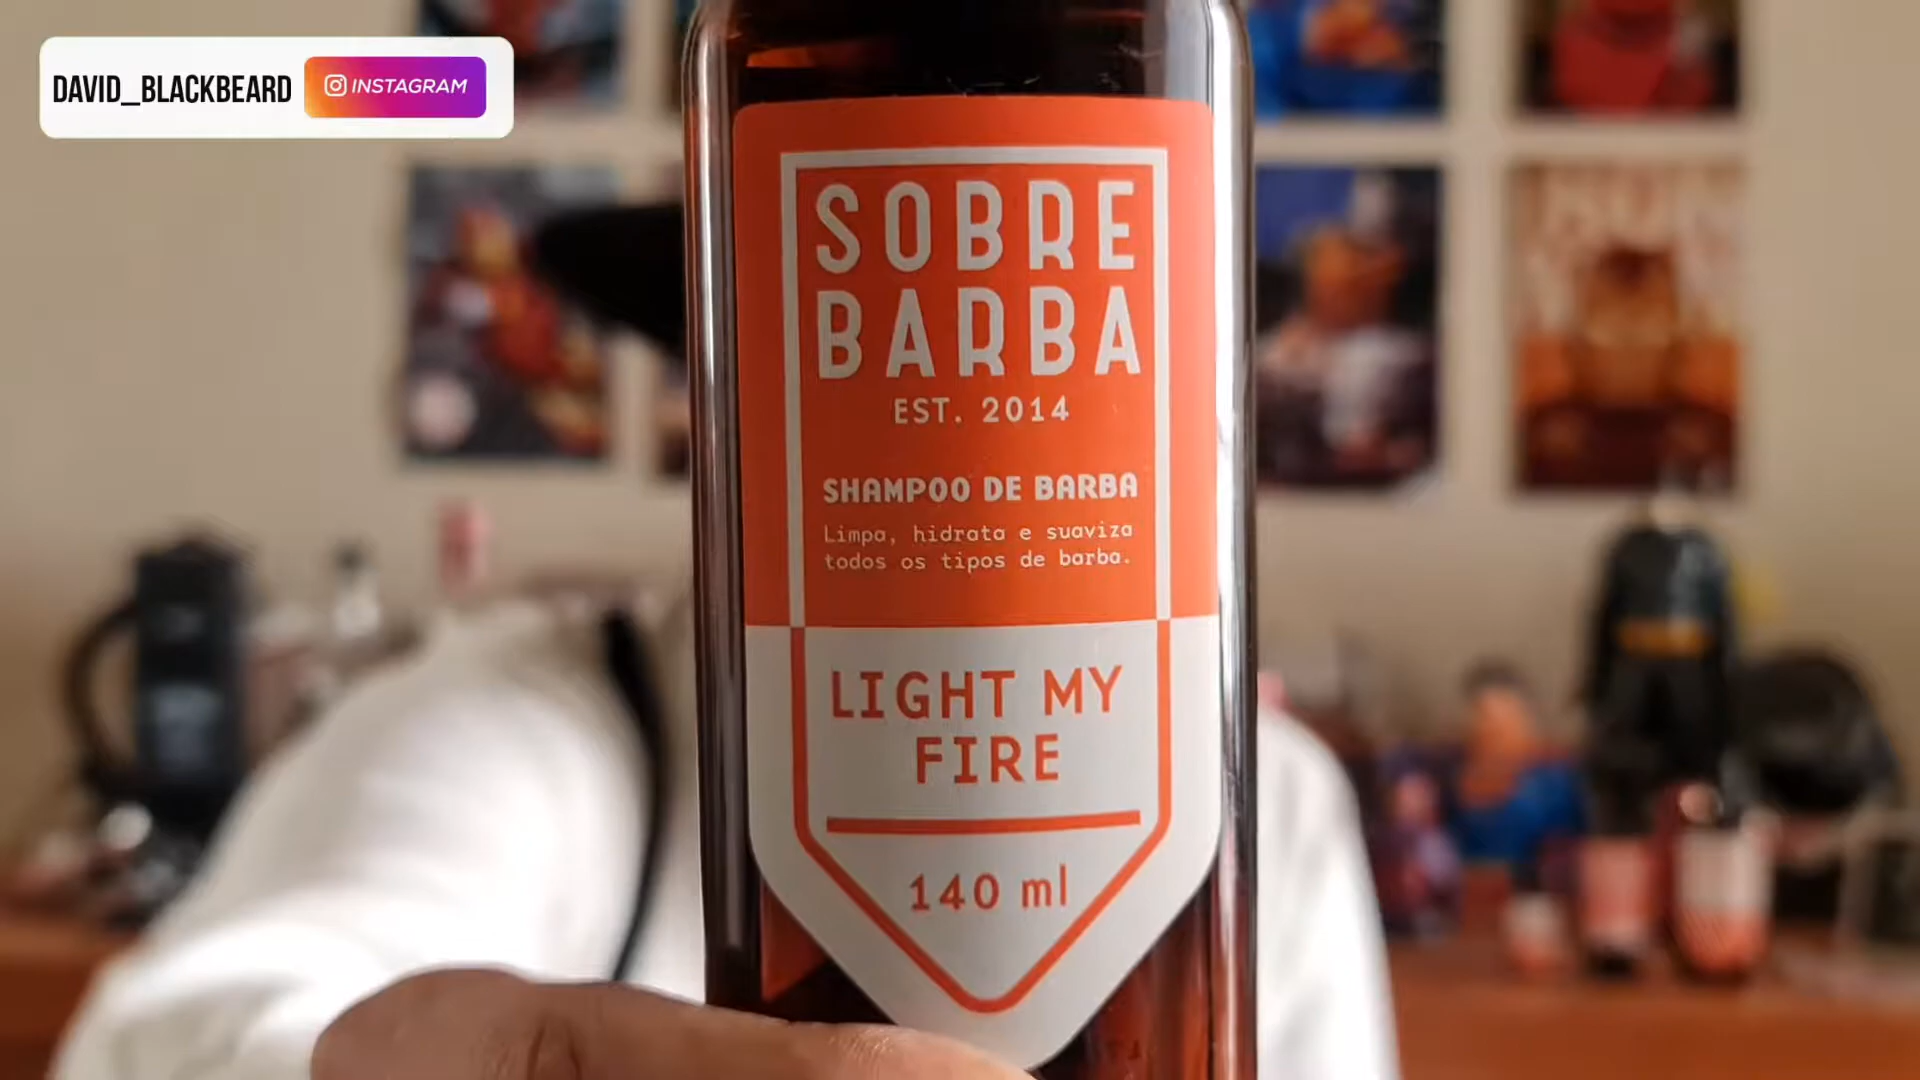 DAVID_BLACKBEARD INSTAGRAM
SOBRE
BARBA
EST. 2014
SHAMPOO DE BARBA
Limpa, hidrata e suaviza
todos os tipos de barba.
LIGHT MY
FIRE
140 ml